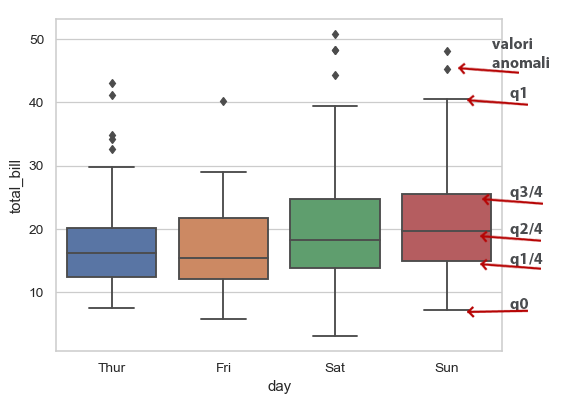 50
valori
anomali
q1
40
30
q3/4
total_bill
20
q2/4
q1/4
10
q0
Thur Fri Sat Sun
day